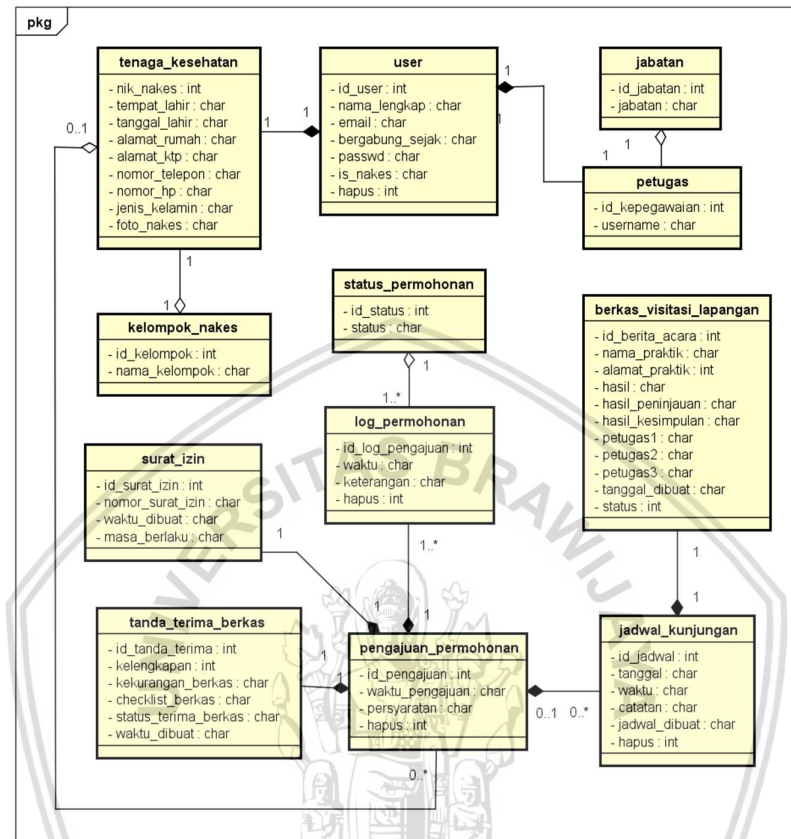 pkg
tenaga_kesehatan
- nik_nakes : int
- tempat_lahir : char
- tanggal_lahir : char
- alamat_rumah : char
- alamat_ktp : char
- nomor_telepon : char
- nomor_hp : char
- jenis_kelamin : char
- foto_nakes : char
user
- id_user : int
- nama_lengkap : char
- email : char
- bergabung_sejak : char
- passwd : char
- is_nakes : char
- hapus : int
jabatan
- id_jabatan : int
- jabatan : char
petugas
- id_kepegawaian : int
- username : char
0..1
1
1
1
1
1
1
1
1
kelompok_nakes
- id_kelompok : int
- nama_kelompok : char
status_permohonan
- id_status : int
- status : char
1
1..*
log_permohonan
- id_log_pengajuan : int
- waktu : char
- keterangan : char
- hapus : int
berkas_visitasi_lapangan
- id_berita_acara : int
- nama_praktik : char
- alamat_praktik : int
- hasil : char
- hasil_peninjauan : char
- hasil_kesimpulan : char
- petugas1 : char
- petugas2 : char
- petugas3 : char
- tanggal_dibuat : char
- status : int
surat_izin
- id_surat_izin : int
- nomor_surat_izin : char
- waktu_dibuat : char
- masa_berlaku : char
1
1..*
1
1
1
1
tanda_terima_berkas
- id_tanda_terima : int
- kelengkapan : int
- kekurangan_berkas : char
- checklist_berkas : char
- status_terima_berkas : char
- waktu_dibuat : char
1
1
pengajuan_permohonan
- id_pengajuan : int
- waktu_pengajuan : char
- persyaratan : char
- hapus : int
0..1
0..*
jadwal_kunjungan
- id_jadwal : int
- tanggal : char
- waktu : char
- catatan : char
- jadwal_dibuat : char
- hapus : int
0..*
UNIVERSITAS BRAWIJAYA